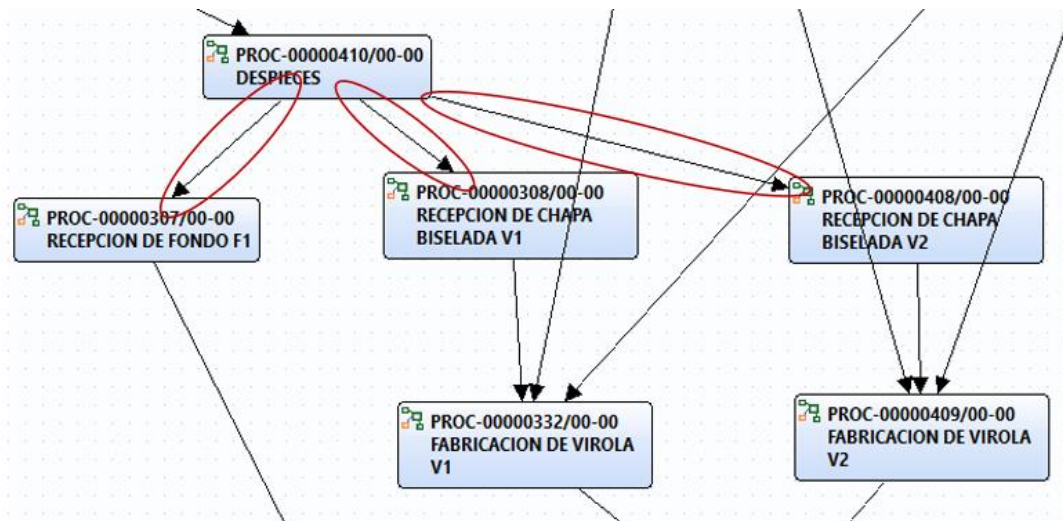 PROC-00000410/00-00
DESPIECES
PROC-00000307/00-00
RECEPCION DE FONDO F1
PROC-00000308/00-00
RECEPCION DE CHAPA
BISELADA V1
PROC-00000408/00-00
RECEPCION DE CHAPA
BISELADA V2
PROC-00000332/00-00
FABRICACION DE VIROLA
V1
PROC-00000409/00-00
FABRICACION DE VIROLA
V2